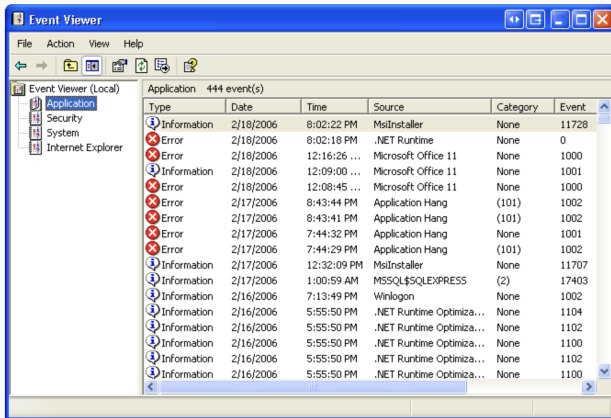 Event Viewer
File Action View Help
Event Viewer (Local)
Application
Security
System
Internet Explorer
Application 444 event(s)
Type Date Time Source Category Event
Information 2/18/2006 8:02:22 PM MsiInstaller None 11728
Error 2/18/2006 8:02:18 PM .NET Runtime None 0
Error 2/18/2006 12:16:26 ... Microsoft Office 11 None 1000
Information 2/18/2006 12:09:00 ... Microsoft Office 11 None 1001
Error 2/18/2006 12:08:45 ... Microsoft Office 11 None 1000
Error 2/17/2006 8:43:44 PM Application Hang (101) 1002
Error 2/17/2006 8:43:41 PM Application Hang (101) 1002
Error 2/17/2006 7:44:32 PM Application Hang None 1001
Error 2/17/2006 7:44:29 PM Application Hang (101) 1002
Information 2/17/2006 12:32:09 PM MsiInstaller None 11707
Information 2/17/2006 1:00:59 AM MSSQL$SQLEXPRESS (2) 17403
Information 2/16/2006 7:13:49 PM Winlogon None 1002
Information 2/16/2006 5:55:50 PM .NET Runtime Optimiza... None 1104
Information 2/16/2006 5:55:50 PM .NET Runtime Optimiza... None 1102
Information 2/16/2006 5:55:50 PM .NET Runtime Optimiza... None 1100
Information 2/16/2006 5:55:50 PM .NET Runtime Optimiza... None 1102
Information 2/16/2006 5:55:50 PM .NET Runtime Optimiza... None 1100